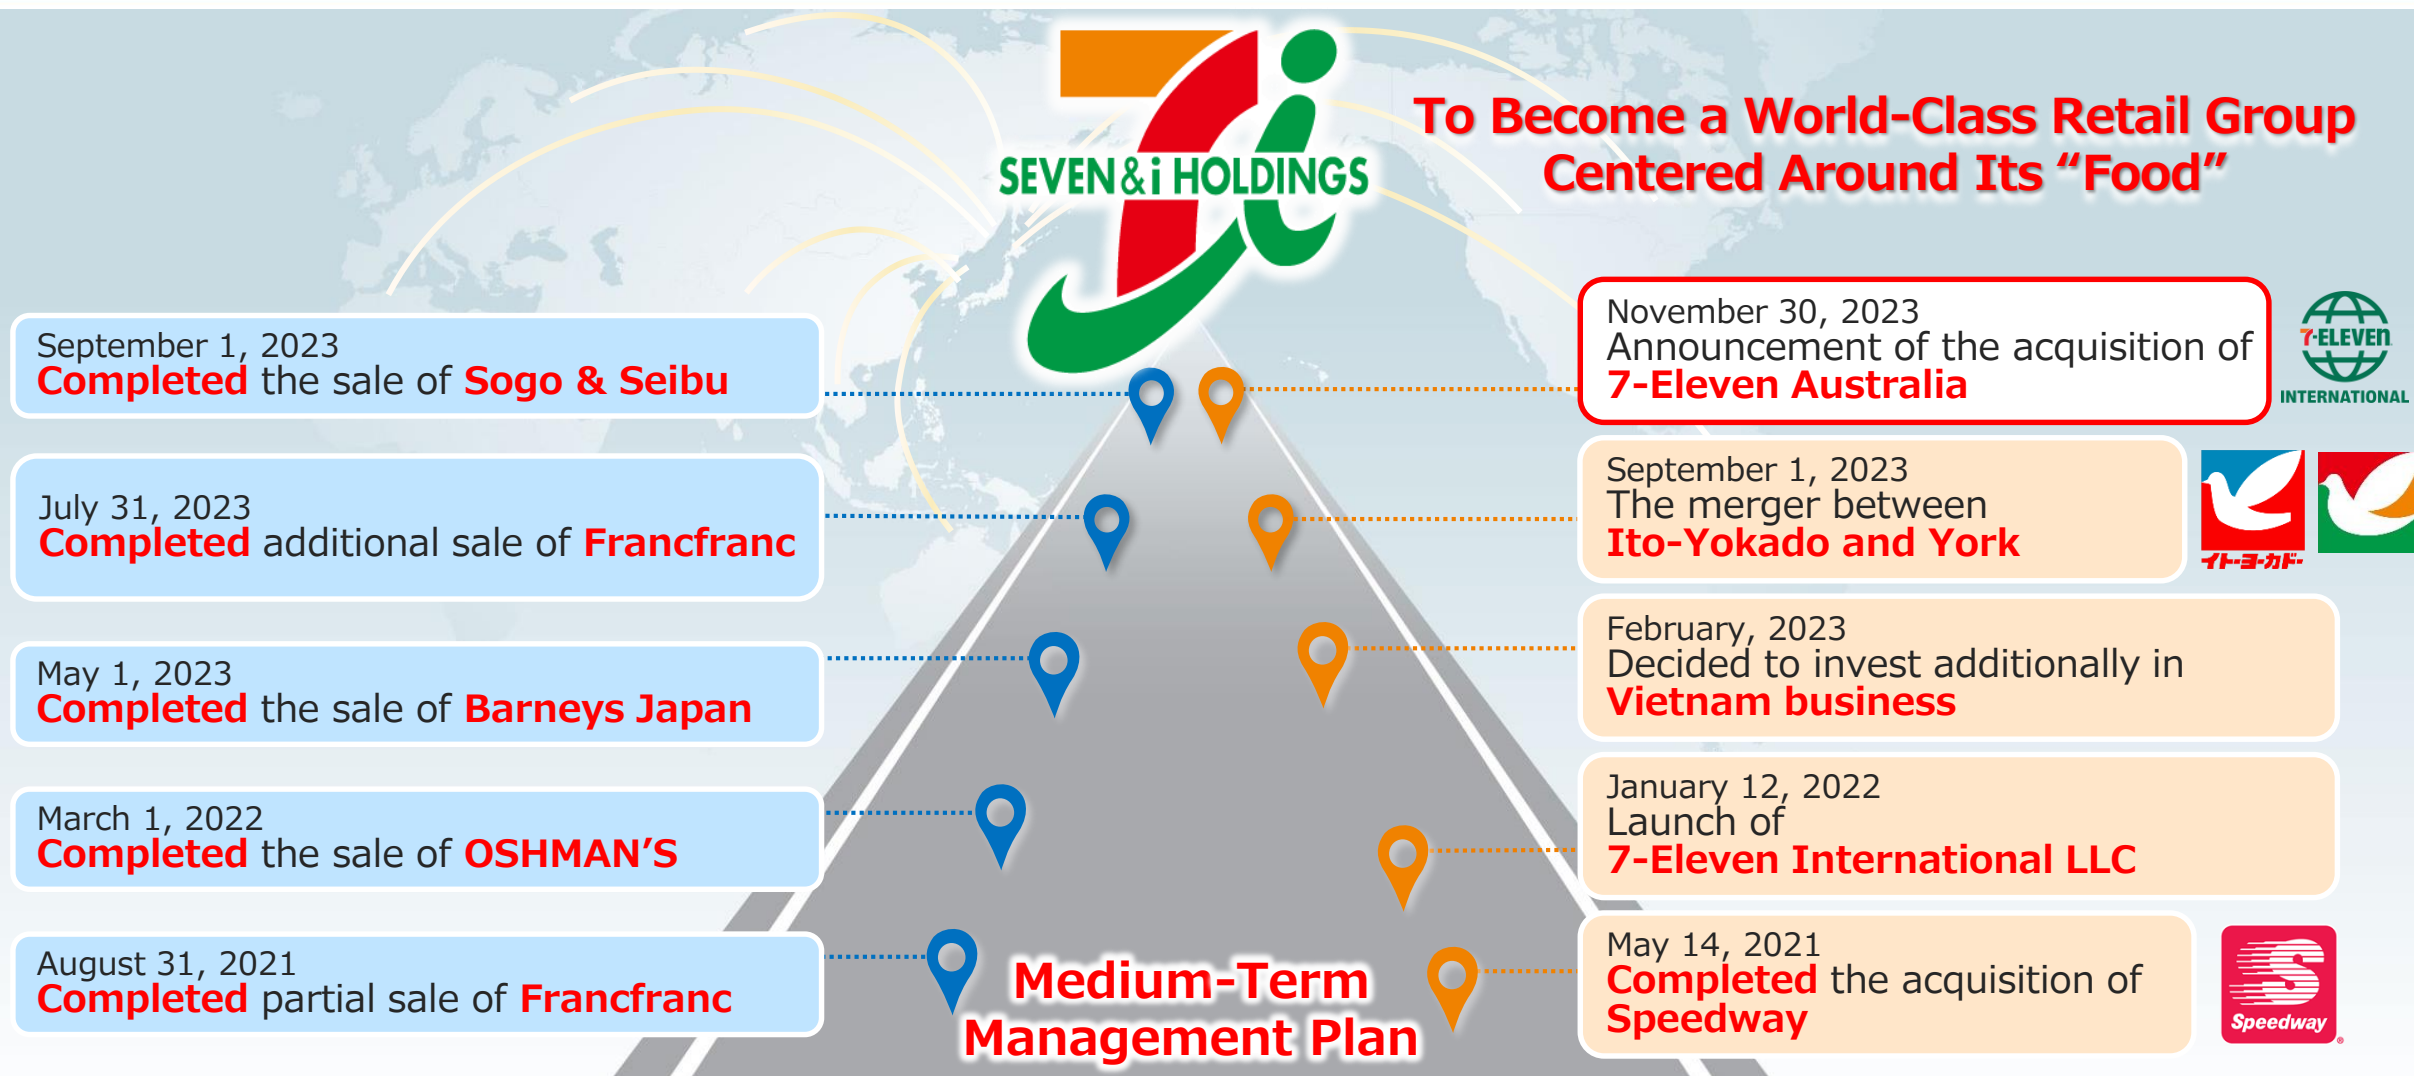 SEVEN&i HOLDINGS
To Become a World-Class Retail Group
Centered Around Its “Food”
September 1, 2023
Completed the sale of Sogo & Seibu
July 31, 2023
Completed additional sale of Francfranc
May 1, 2023
Completed the sale of Barneys Japan
March 1, 2022
Completed the sale of OSHMAN’S
August 31, 2021
Completed partial sale of Francfranc
November 30, 2023
Announcement of the acquisition of
7-Eleven Australia
7-ELEVEn
INTERNATIONAL
September 1, 2023
The merger between
Ito-Yokado and York
イトーヨーカドー
February, 2023
Decided to invest additionally in
Vietnam business
January 12, 2022
Launch of
7-Eleven International LLC
May 14, 2021
Completed the acquisition of
Speedway
S
Speedway®
Medium-Term
Management Plan